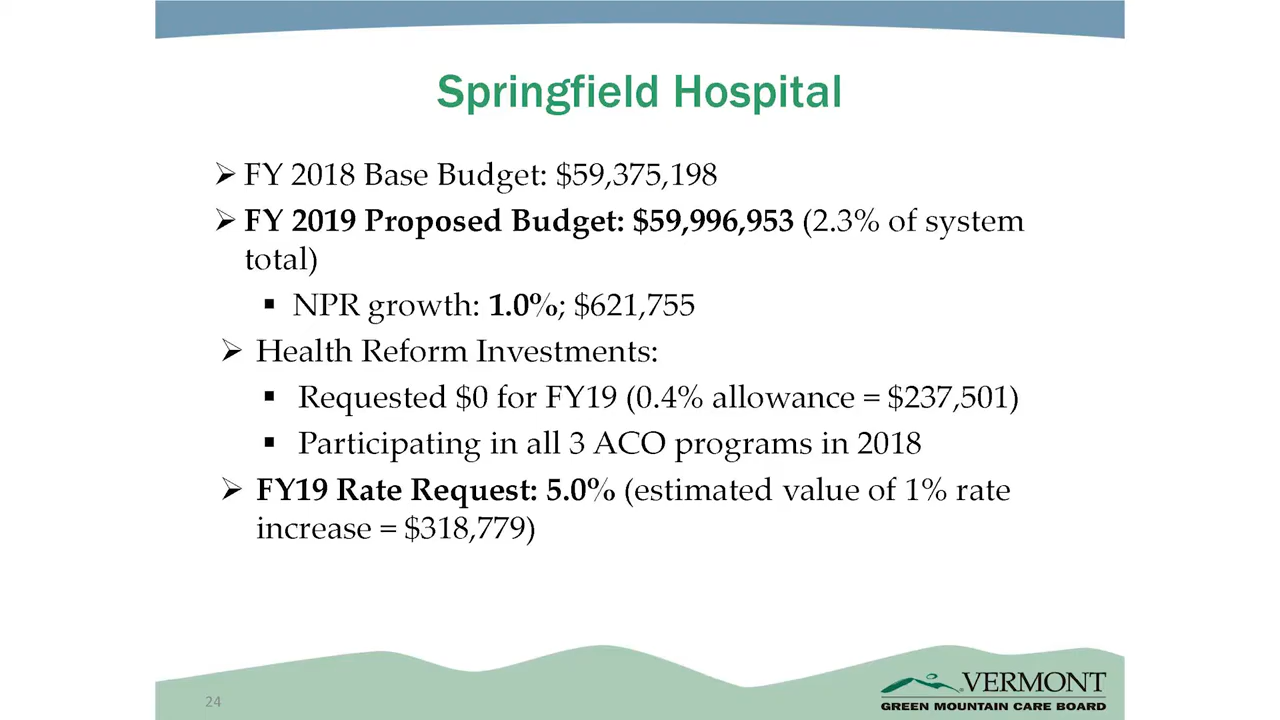 Springfield Hospital
➢ FY 2018 Base Budget: $59,375,198
➢ FY 2019 Proposed Budget: $59,996,953 (2.3% of system
total)
▪ NPR growth: 1.0%; $621,755
➢ Health Reform Investments:
▪ Requested $0 for FY19 (0.4% allowance = $237,501)
▪ Participating in all 3 ACO programs in 2018
➢ FY19 Rate Request: 5.0% (estimated value of 1% rate
increase = $318,779)
24
VERMONT
GREEN MOUNTAIN CARE BOARD